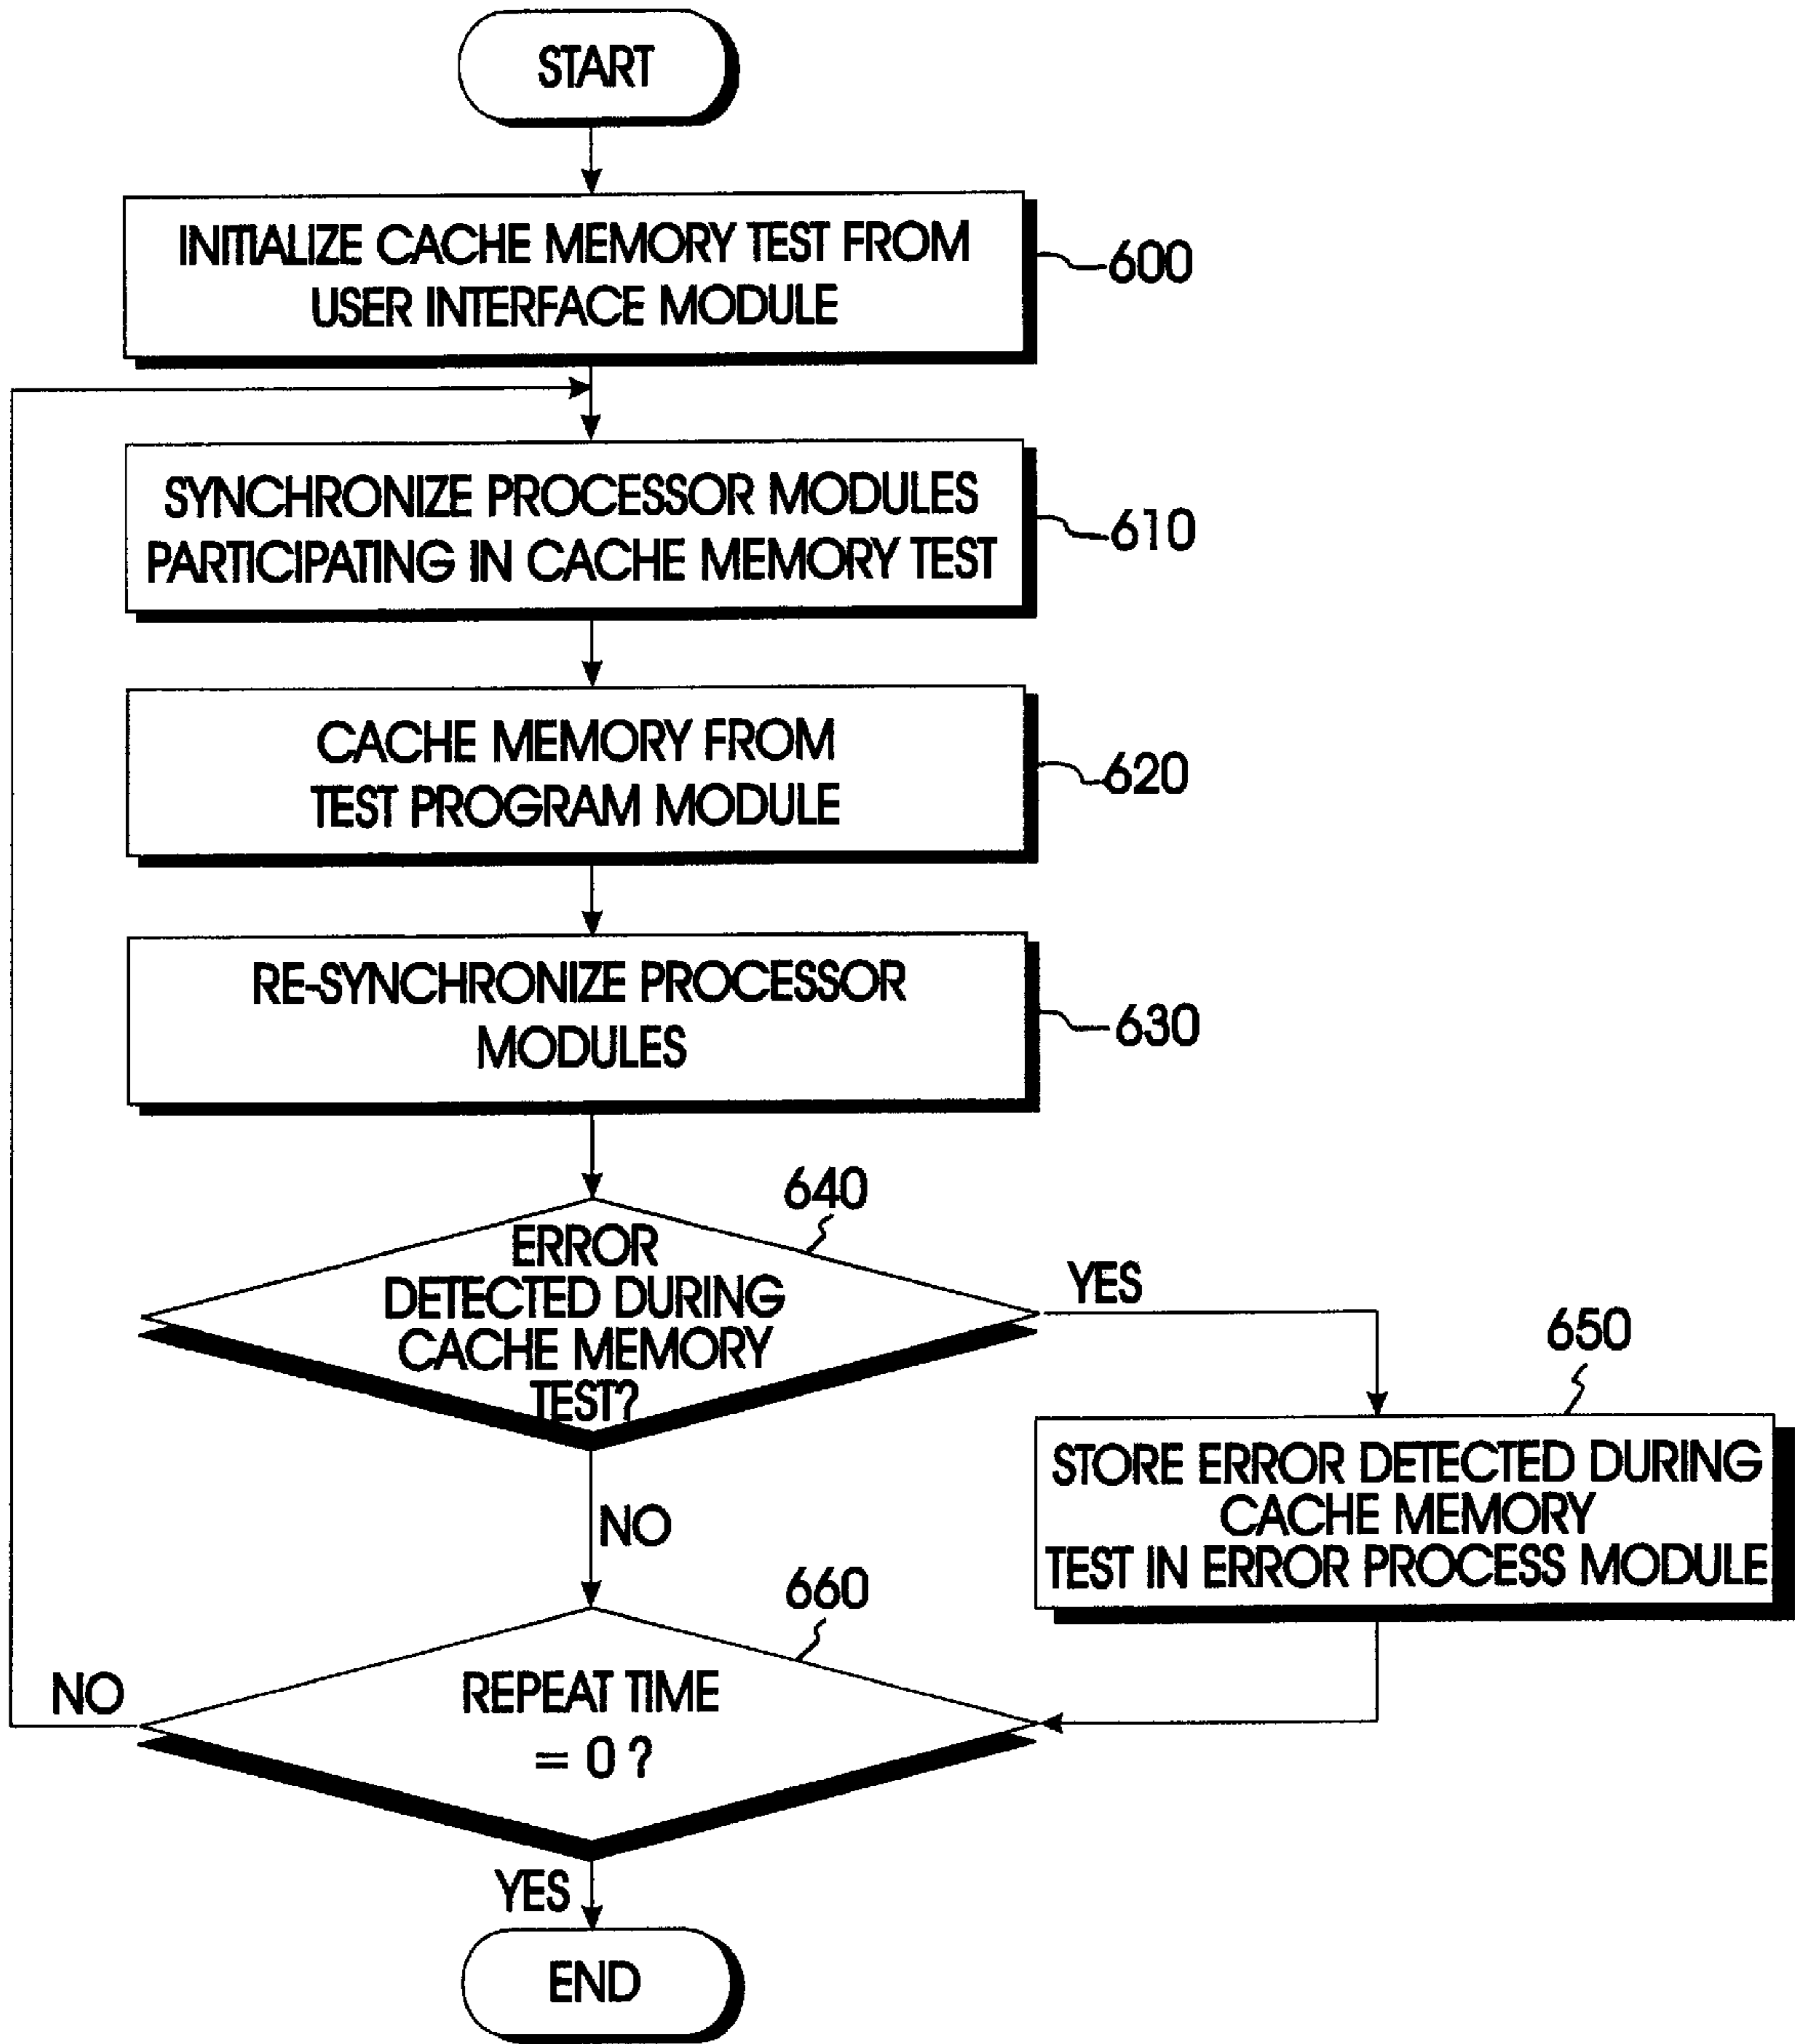 START
INITIALIZE CACHE MEMORY TEST FROM
USER INTERFACE MODULE
600
SYNCHRONIZE PROCESSOR MODULES
PARTICIPATING IN CACHE MEMORY TEST
610
CACHE MEMORY FROM
TEST PROGRAM MODULE
620
RE-SYNCHRONIZE PROCESSOR
MODULES
630
640
ERROR
DETECTED DURING
CACHE MEMORY
TEST?
YES
650
STORE ERROR DETECTED DURING
CACHE MEMORY
TEST IN ERROR PROCESS MODULE
NO
660
REPEAT TIME
= 0 ?
NO
YES
END